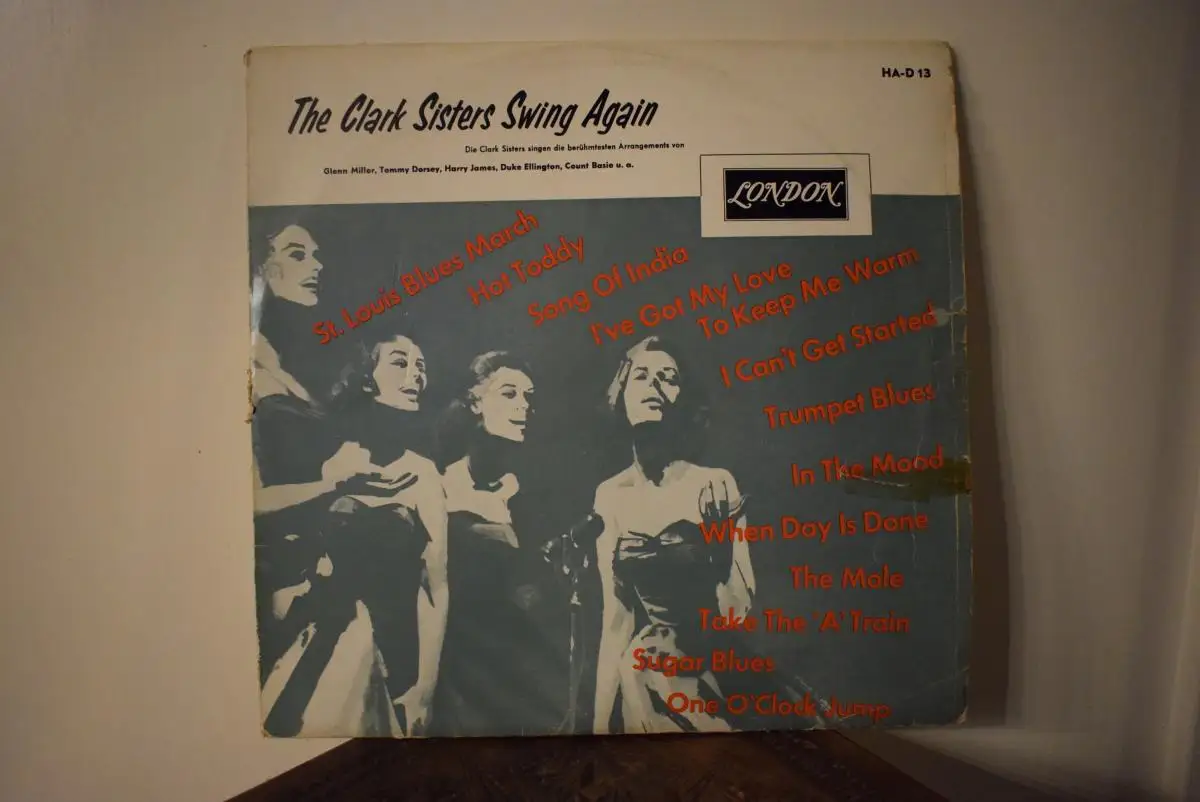 HA-D 13
The Clark Sisters Swing Again
Die Clark Sisters singen die berühmtesten Arrangements von
Glenn Miller, Tommy Dorsey, Harry James, Duke Ellington, Count Basie u. a.
LONDON
St. Louis Blues March
Hot Toddy
Song Of India
I've Got My Love
To Keep Me Warm
I Can't Get Started
Trumpet Blues
In The Mood
When Day Is Done
The Mole
Take The 'A' Train
Sugar Blues
One O'Clock Jump